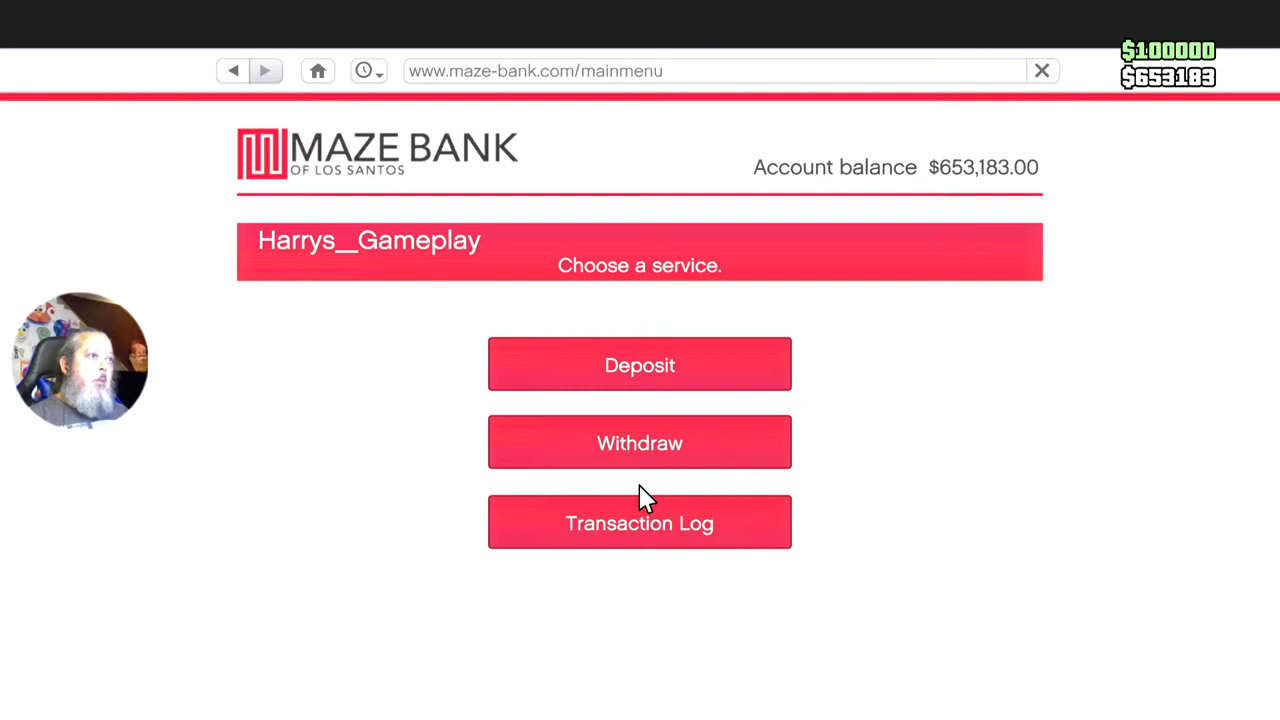 $100000
www.maze-bank.com/mainmenu
$653183
MAZE BANK
OF LOS SANTOS
Account balance $653,183.00
Harrys__Gameplay
Choose a service.
Deposit
Withdraw
Transaction Log